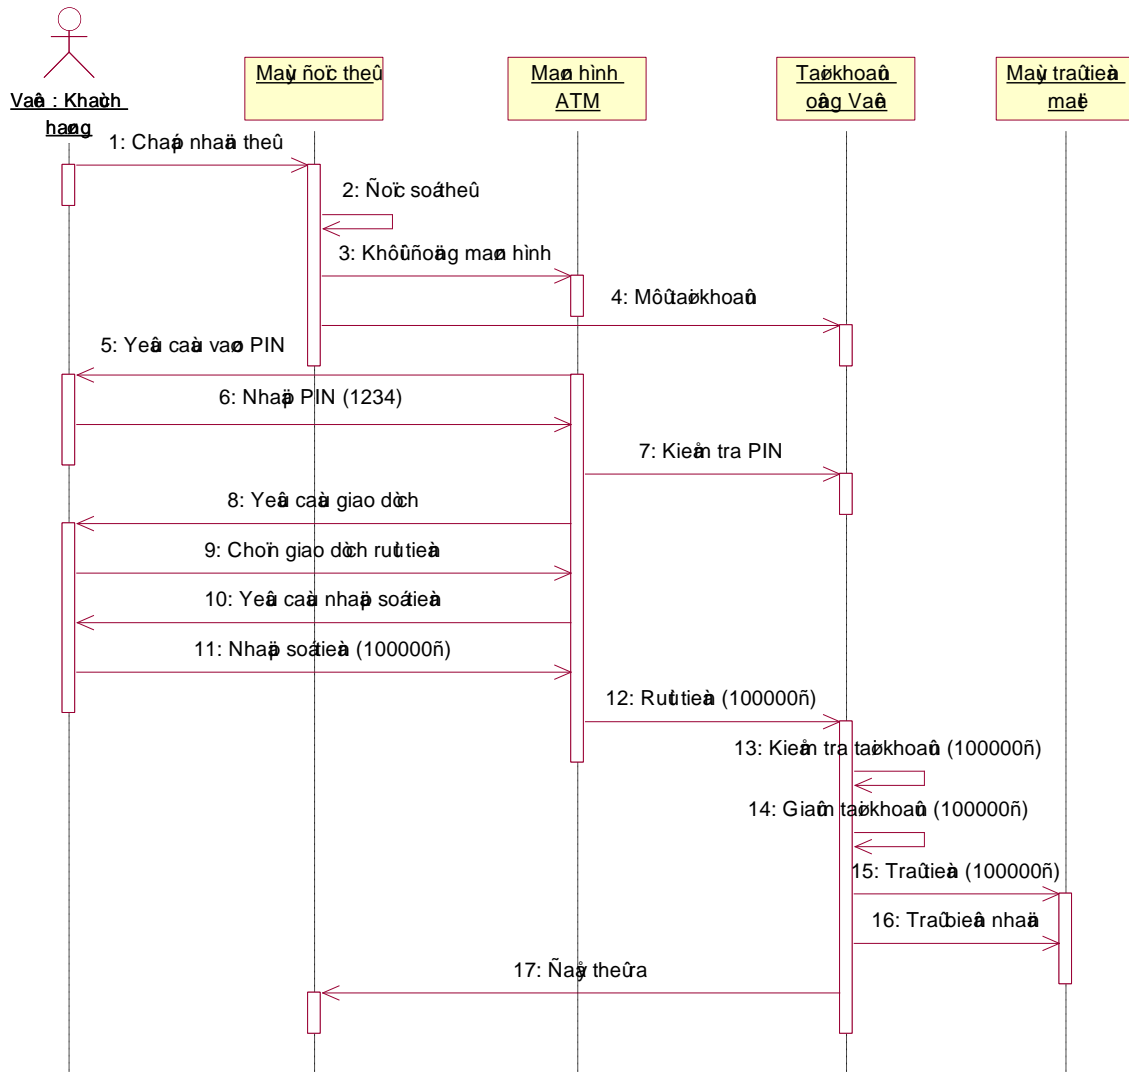 Maùy ñoïc theû
Maøn hình
ATM
Taøi khoaûn
oâng Vaên
Maùy traû tieàn
maët
Vaên : Khaùch
haøng
1: Chaáp nhaän theû
2: Ñoïc soá theû
3: Khôûi ñoäng maøn hình
4: Môû taøi khoaûn
5: Yeâu caàu vaøo PIN
6: Nhaäp PIN (1234)
7: Kieåm tra PIN
8: Yeâu caàu giao dòch
9: Choïn giao dòch ruùt tieàn
10: Yeâu caàu nhaäp soá tieàn
11: Nhaäp soá tieàn (100000ñ)
12: Ruùt tieàn (100000ñ)
13: Kieåm tra taøi khoaûn (100000ñ)
14: Giaûm taøi khoaûn (100000ñ)
15: Traû tieàn (100000ñ)
16: Traû bieân nhaän
17: Ñaåy theû ra